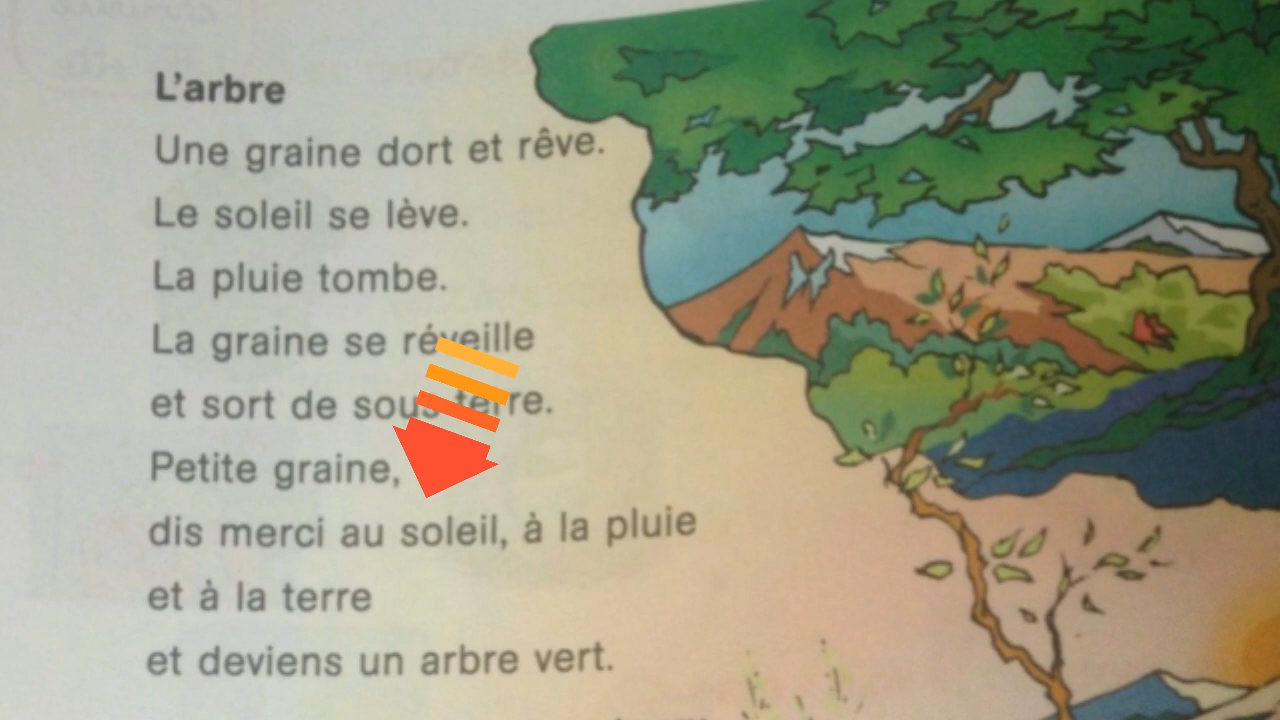 L'arbre
Une graine dort et rêve.
Le soleil se lève.
La pluie tombe.
La graine se réveille
et sort de sous terre.
Petite graine,
dis merci au soleil, à la pluie
et à la terre
et deviens un arbre vert.